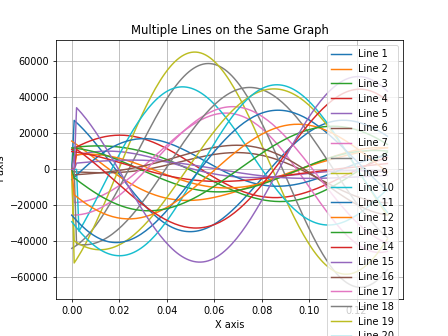 Multiple Lines on the Same Graph
60000
40000
20000
0
−20000
−40000
−60000
0.00
0.02
0.04
0.06
0.08
0.10
X axis
axis
Line 1
Line 2
Line 3
Line 4
Line 5
Line 6
Line 7
Line 8
Line 9
Line 10
Line 11
Line 12
Line 13
Line 14
Line 15
Line 16
Line 17
Line 18
Line 19
Line 20